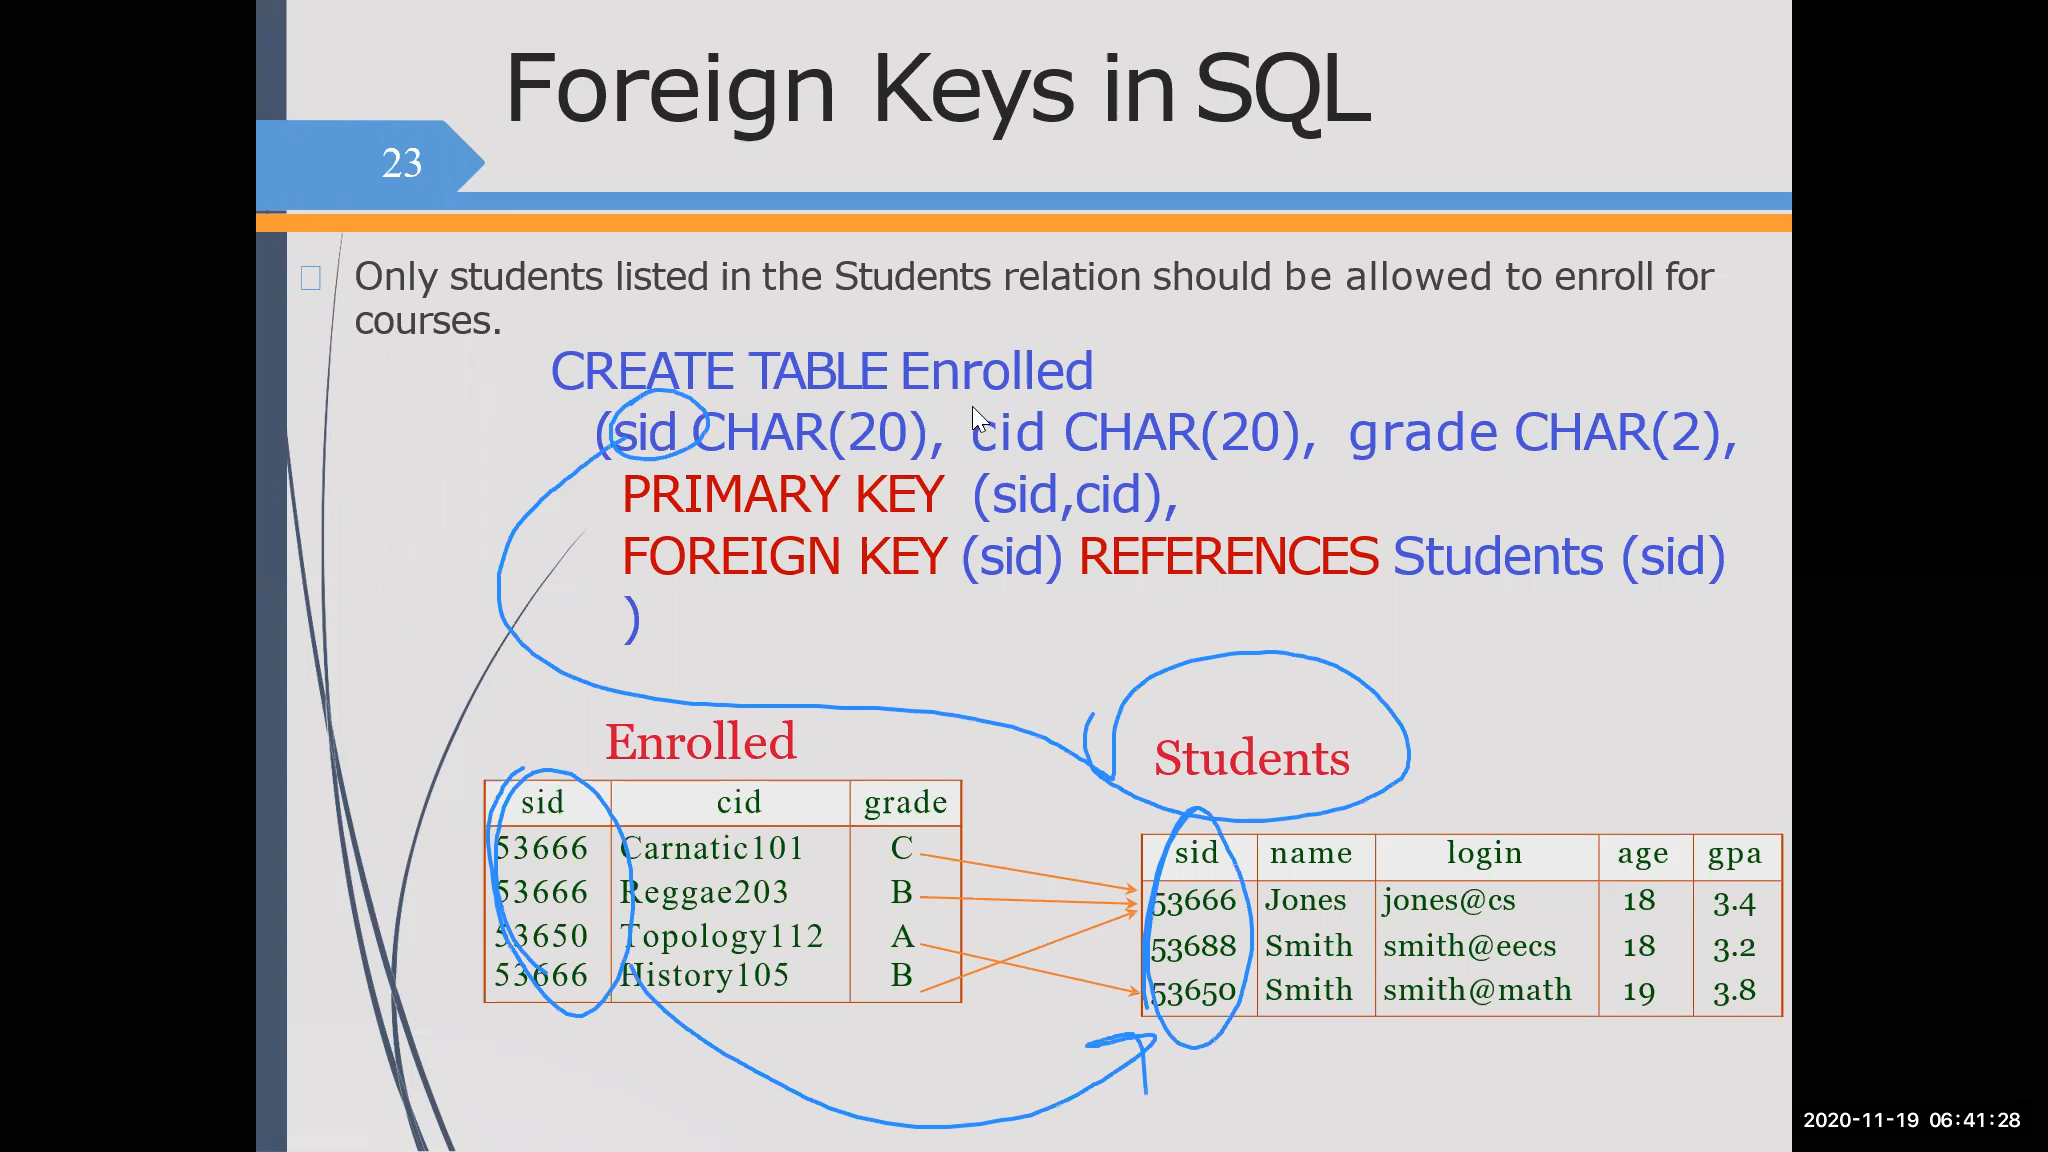 Foreign Keys in SQL
23
Only students listed in the Students relation should be allowed to enroll for
courses.
CREATE TABLE Enrolled
(sid CHAR(20), cid CHAR(20), grade CHAR(2),
PRIMARY KEY (sid,cid),
FOREIGN KEY (sid) REFERENCES Students (sid)
)
Enrolled
sid cid grade
53666 Carnatic101 C
53666 Reggae203 B
53650 Topology112 A
53666 History105 B
Students
sid name login age gpa
53666 Jones jones@cs 18 3.4
53688 Smith smith@eecs 18 3.2
53650 Smith smith@math 19 3.8
2020-11-19 06:41:28